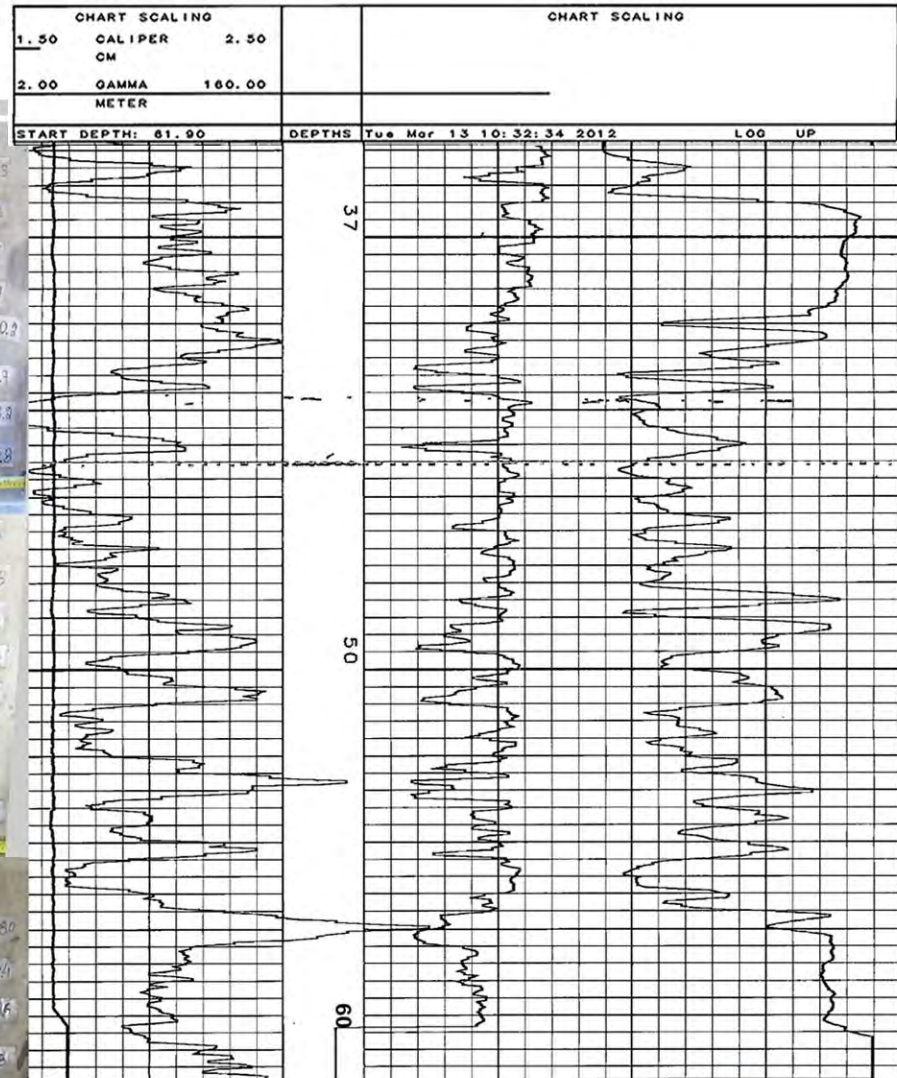 CHART SCALING
1.50 CALIPER 2.50
CM
2.00 GAMMA 160.00
METER
CHART SCALING
START DEPTH: 61.90 DEPTHS Tue Mar 13 10:32:34 2012 LOG UP
37
50
60